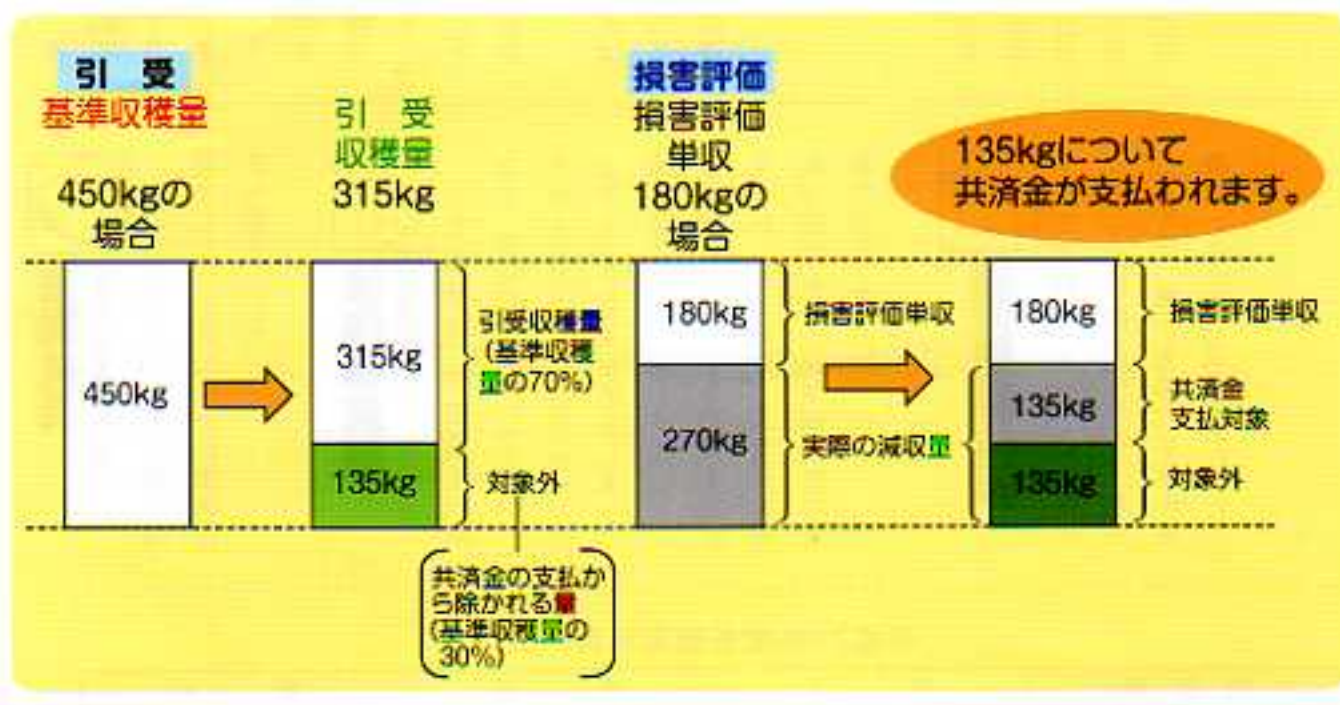 引　受
基準収穫量
450kgの
場合
引　受
収穫量
315kg
損害評価
損害評価
単収
180kgの
場合
135kgについて
共済金が支払われます。
450kg
315kg
135kg
引受収穫量
(基準収穫
量の70%)
対象外
共済金の支払か
ら除かれる量
(基準収穫量の
30%)
180kg
270kg
損害評価単収
実際の減収量
180kg
135kg
135kg
損害評価単収
共済金
支払対象
対象外